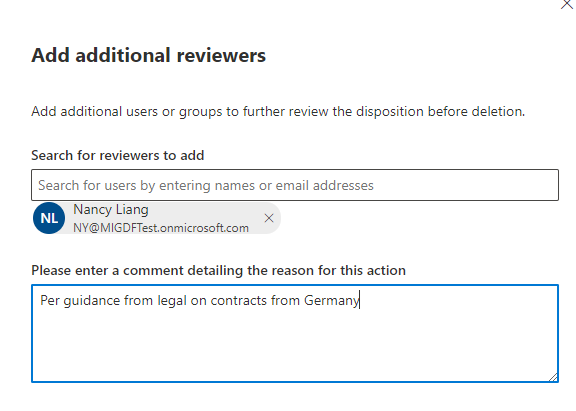 Add additional reviewers
Add additional users or groups to further review the disposition before deletion.
Search for reviewers to add
Search for users by entering names or email addresses
NL
Nancy Liang
NY@MIGDFTest.onmicrosoft.com
Please enter a comment detailing the reason for this action
Per guidance from legal on contracts from Germany